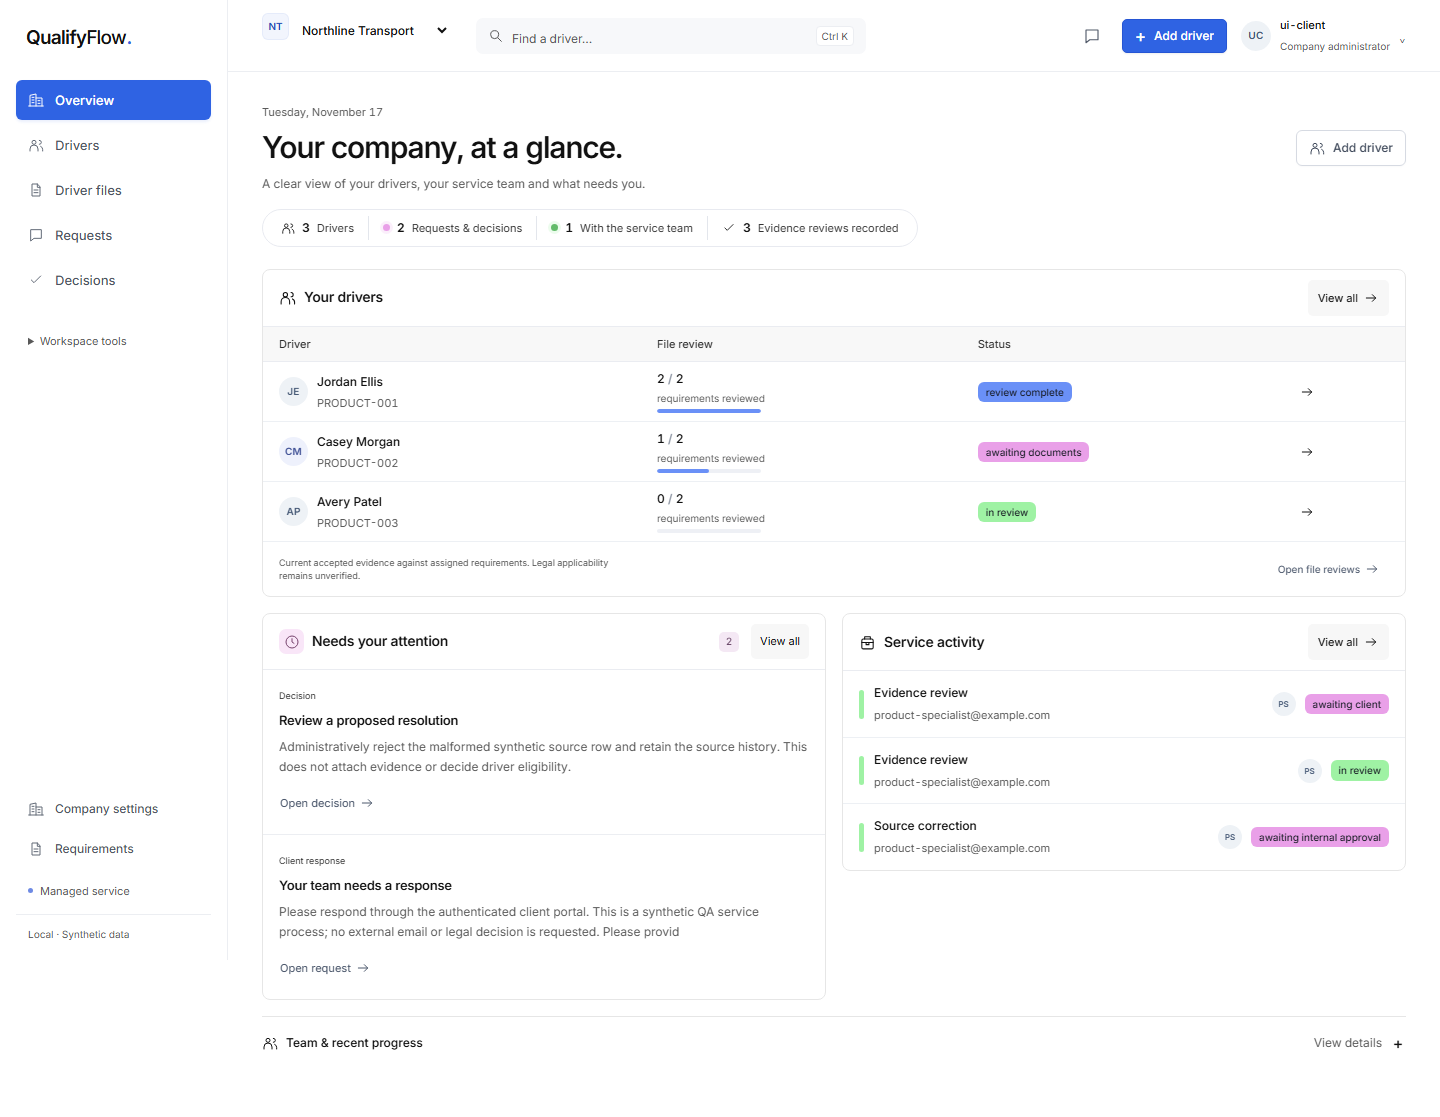 QualifyFlow.
NT Northline Transport
Find a driver... Ctrl K
+ Add driver
UC ui-client
Company administrator
Overview
Drivers
Driver files
Requests
Decisions
Workspace tools
Company settings
Requirements
Managed service
Local · Synthetic data
Tuesday, November 17
Your company, at a glance.
A clear view of your drivers, your service team and what needs you.
Add driver
3 Drivers 2 Requests & decisions 1 With the service team 3 Evidence reviews recorded
Your drivers View all
Driver File review Status
JE Jordan Ellis
PRODUCT-001
2 / 2
requirements reviewed
review complete
CM Casey Morgan
PRODUCT-002
1 / 2
requirements reviewed
awaiting documents
AP Avery Patel
PRODUCT-003
0 / 2
requirements reviewed
in review
Current accepted evidence against assigned requirements. Legal applicability
remains unverified.
Open file reviews
Needs your attention 2 View all
Decision
Review a proposed resolution
Administratively reject the malformed synthetic source row and retain the source history. This
does not attach evidence or decide driver eligibility.
Open decision
Client response
Your team needs a response
Please respond through the authenticated client portal. This is a synthetic QA service
process; no external email or legal decision is requested. Please provid
Open request
Service activity View all
Evidence review
product-specialist@example.com
PS awaiting client
Evidence review
product-specialist@example.com
PS in review
Source correction
product-specialist@example.com
PS awaiting internal approval
Team & recent progress View details +